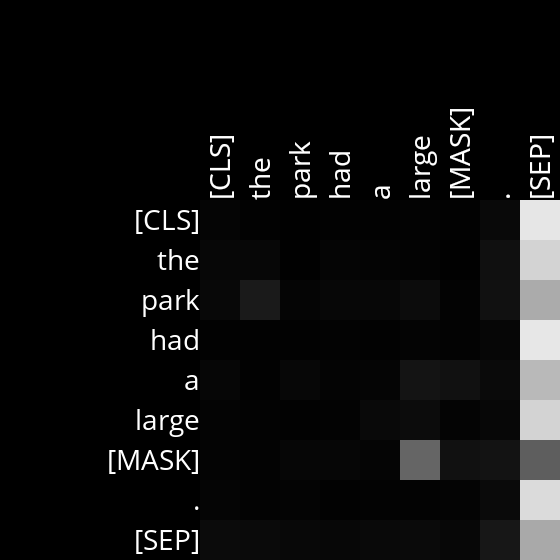 [CLS] the park had a large [MASK] . [SEP]
[CLS]
the
park
had
a
large
[MASK]
.
[SEP]